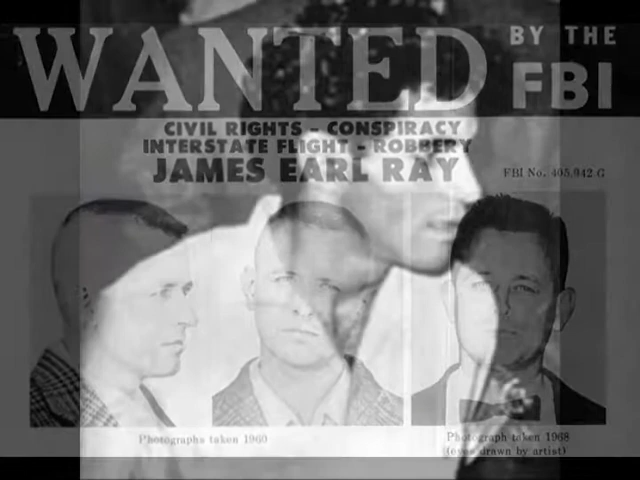 WANTED BY THE FBI
CIVIL RIGHTS - CONSPIRACY
INTERSTATE FLIGHT - ROBBERY
JAMES EARL RAY
FBI No. 405,942 G
Photographs taken 1960
Photograph taken 1968
(eyes drawn by artist)